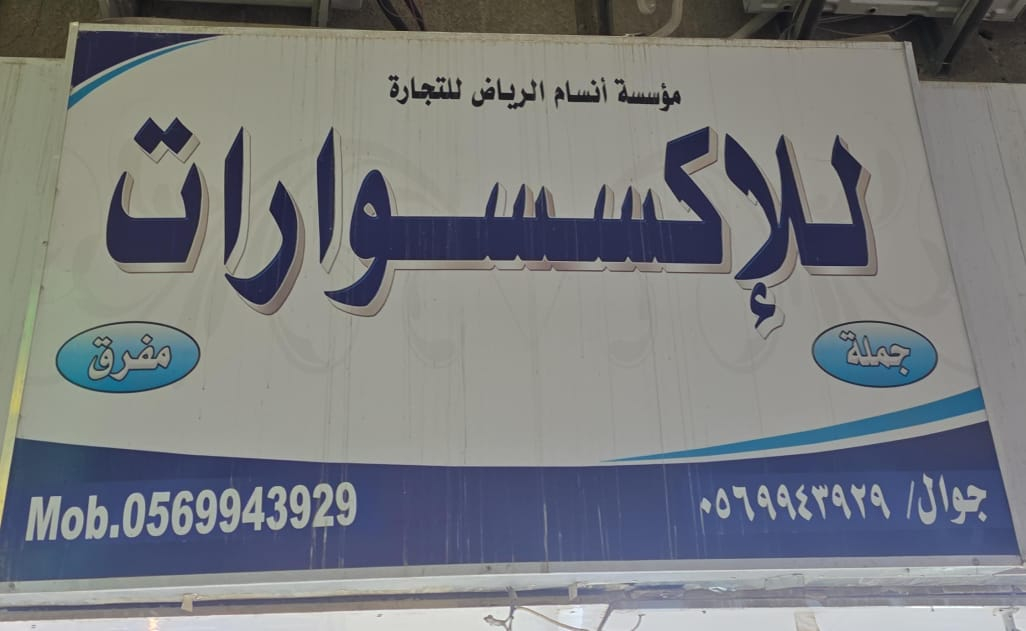 مؤسسة أنسام الرياض للتجارة
للإكسسوارات
جملة
مفرق
جوال/ ٠٥٦٩٩٤٣٩٢٩
Mob.0569943929